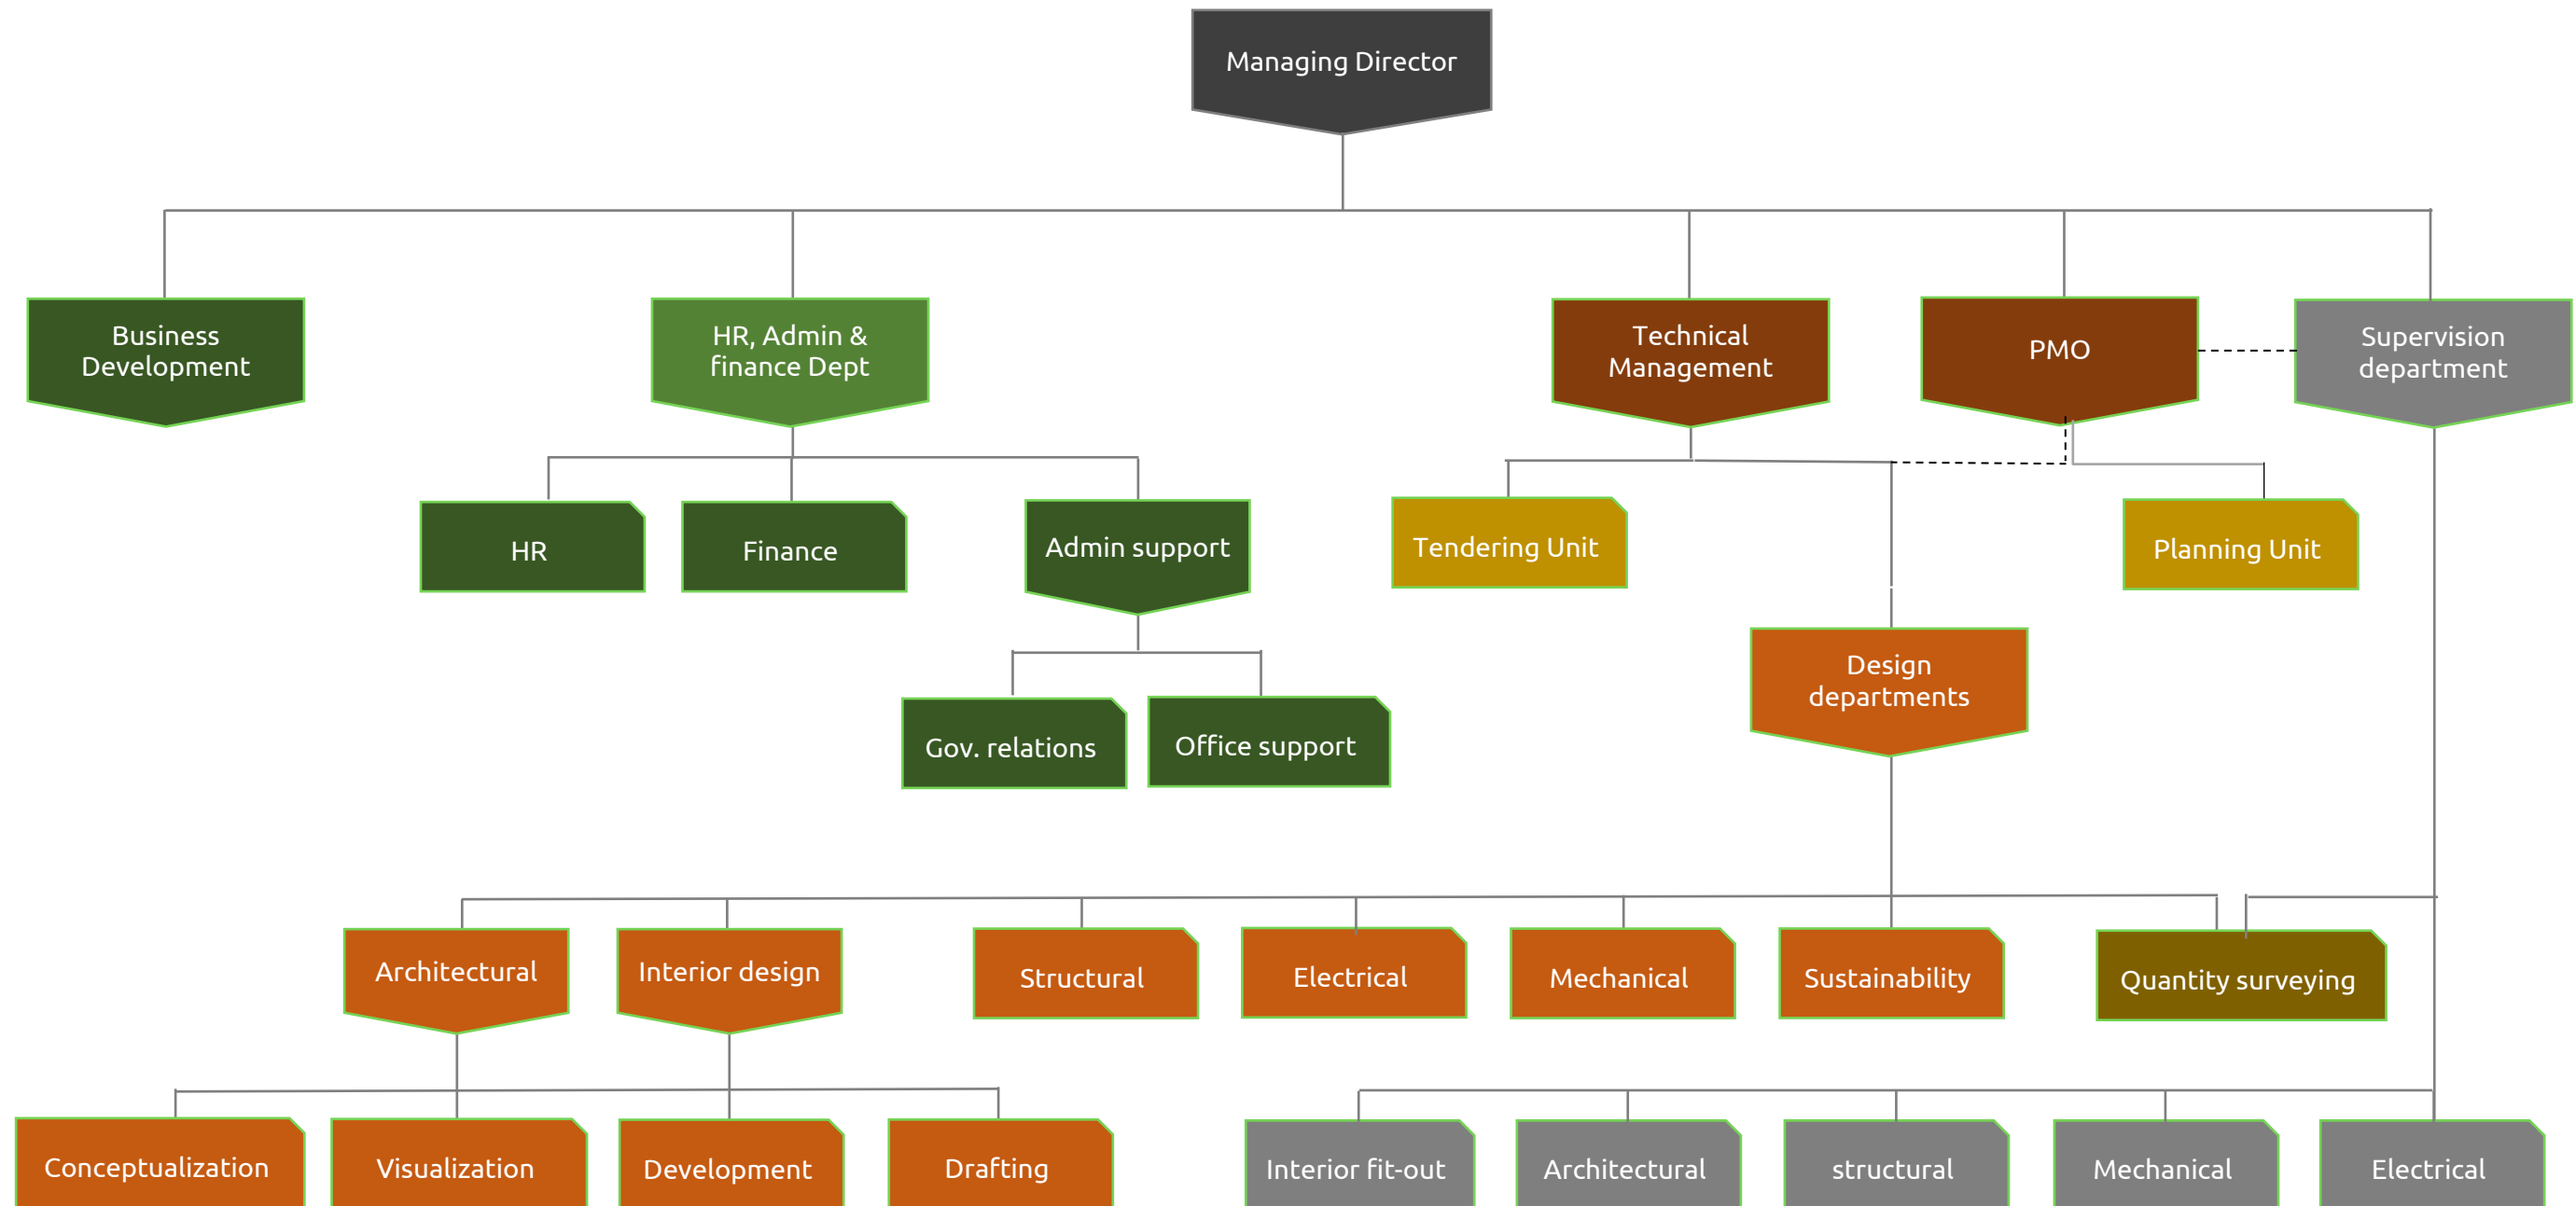 Managing Director
Business
Development
HR, Admin &
finance Dept
Technical
Management
PMO
Supervision
department
HR
Finance
Admin support
Tendering Unit
Planning Unit
Gov. relations
Office support
Design
departments
Architectural
Interior design
Structural
Electrical
Mechanical
Sustainability
Quantity surveying
Conceptualization
Visualization
Development
Drafting
Interior fit-out
Architectural
structural
Mechanical
Electrical